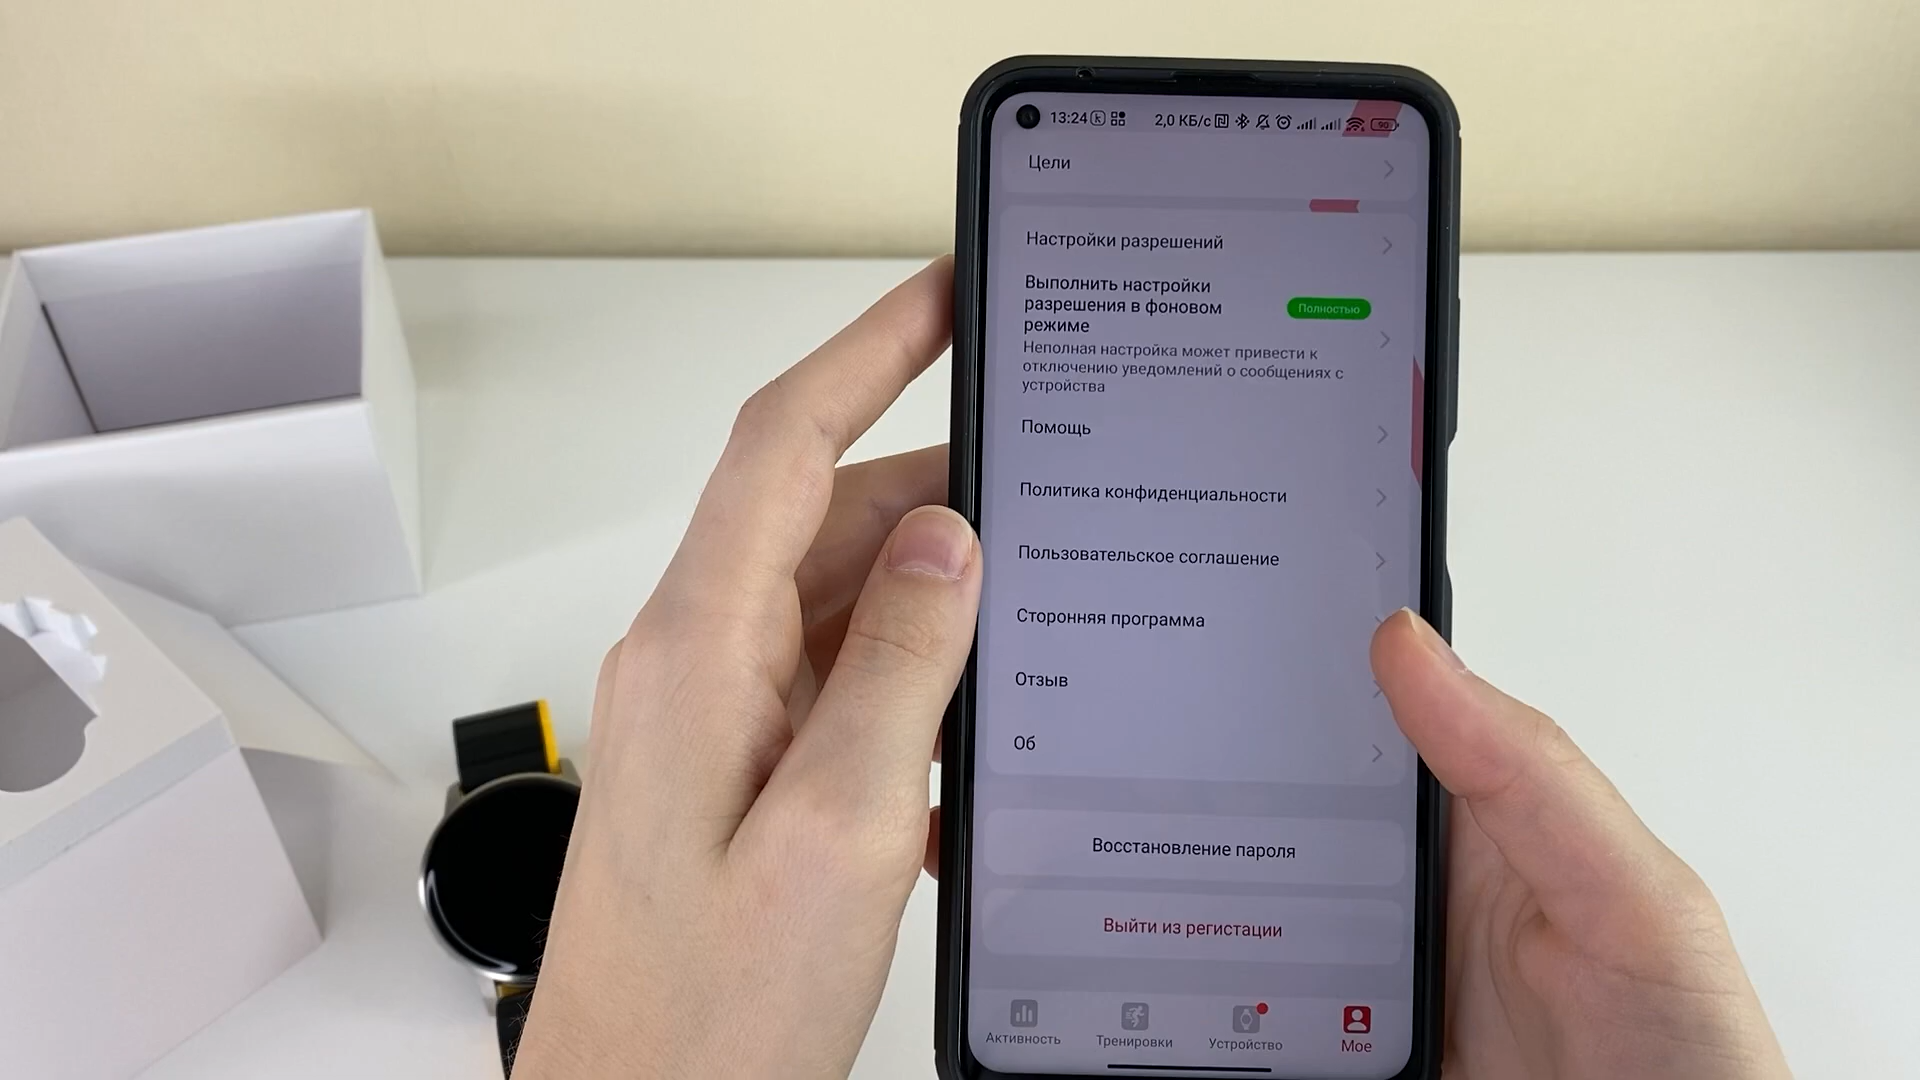 13:24 2,0 КБ/с 90
Цели
Настройки разрешений
Выполнить настройки
разрешения в фоновом
режиме
Полностью
Неполная настройка может привести к
отключению уведомлений о сообщениях с
устройства
Помощь
Политика конфиденциальности
Пользовательское соглашение
Сторонняя программа
Отзыв
Об
Восстановление пароля
Выйти из регистации
Активность Тренировки Устройство Мое